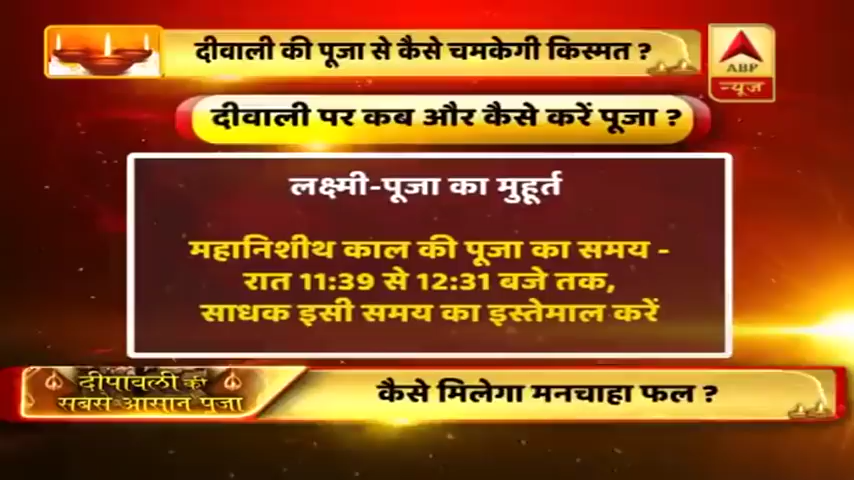 दीवाली की पूजा से कैसे चमकेगी किस्मत ?
ABP
न्यूज़
दीवाली पर कब और कैसे करें पूजा ?
लक्ष्मी-पूजा का मुहूर्त
महानिशीथ काल की पूजा का समय -
रात 11:39 से 12:31 बजे तक,
साधक इसी समय का इस्तेमाल करें
दीपावली की
सबसे आसान पूजा
कैसे मिलेगा मनचाहा फल ?